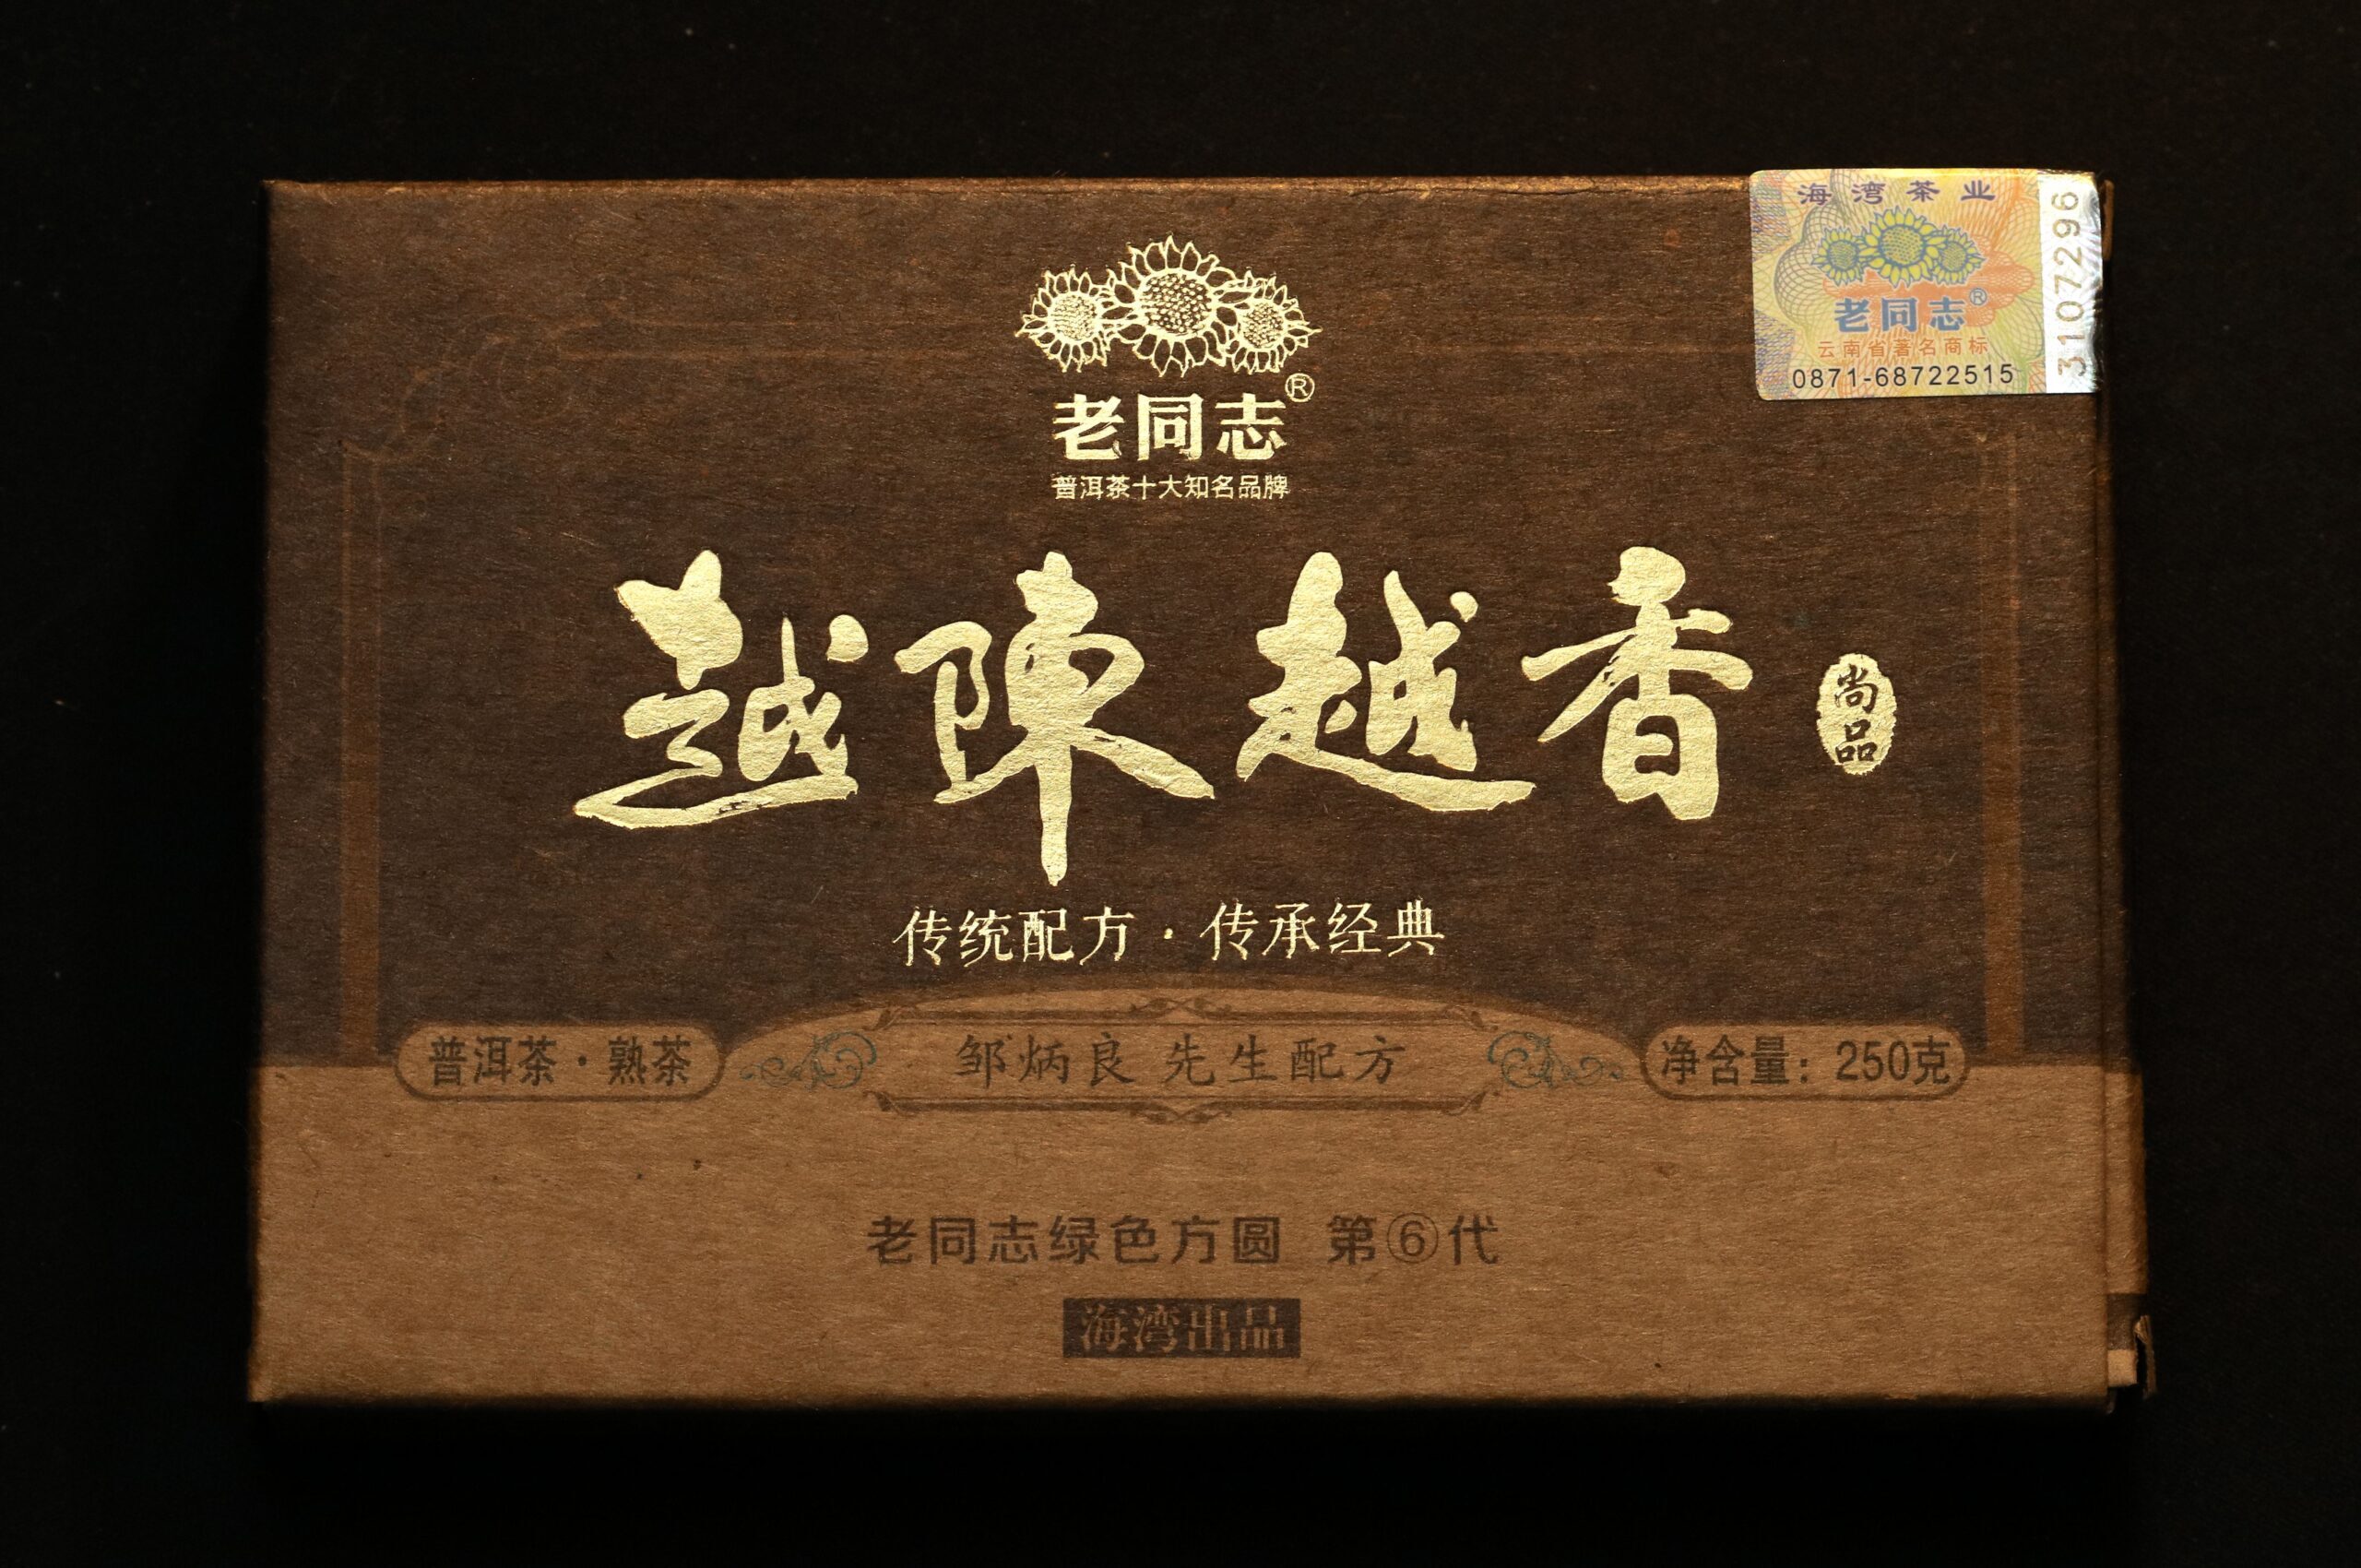 海湾茶业
老同志®
云南省著名商标
0871-68722515
3107296
老同志®
普洱茶十大知名品牌
越陳越香
尚品
传统配方·传承经典
普洱茶·熟茶
邹炳良 先生配方
净含量：250克
老同志绿色方圆 第⑥代
海湾出品